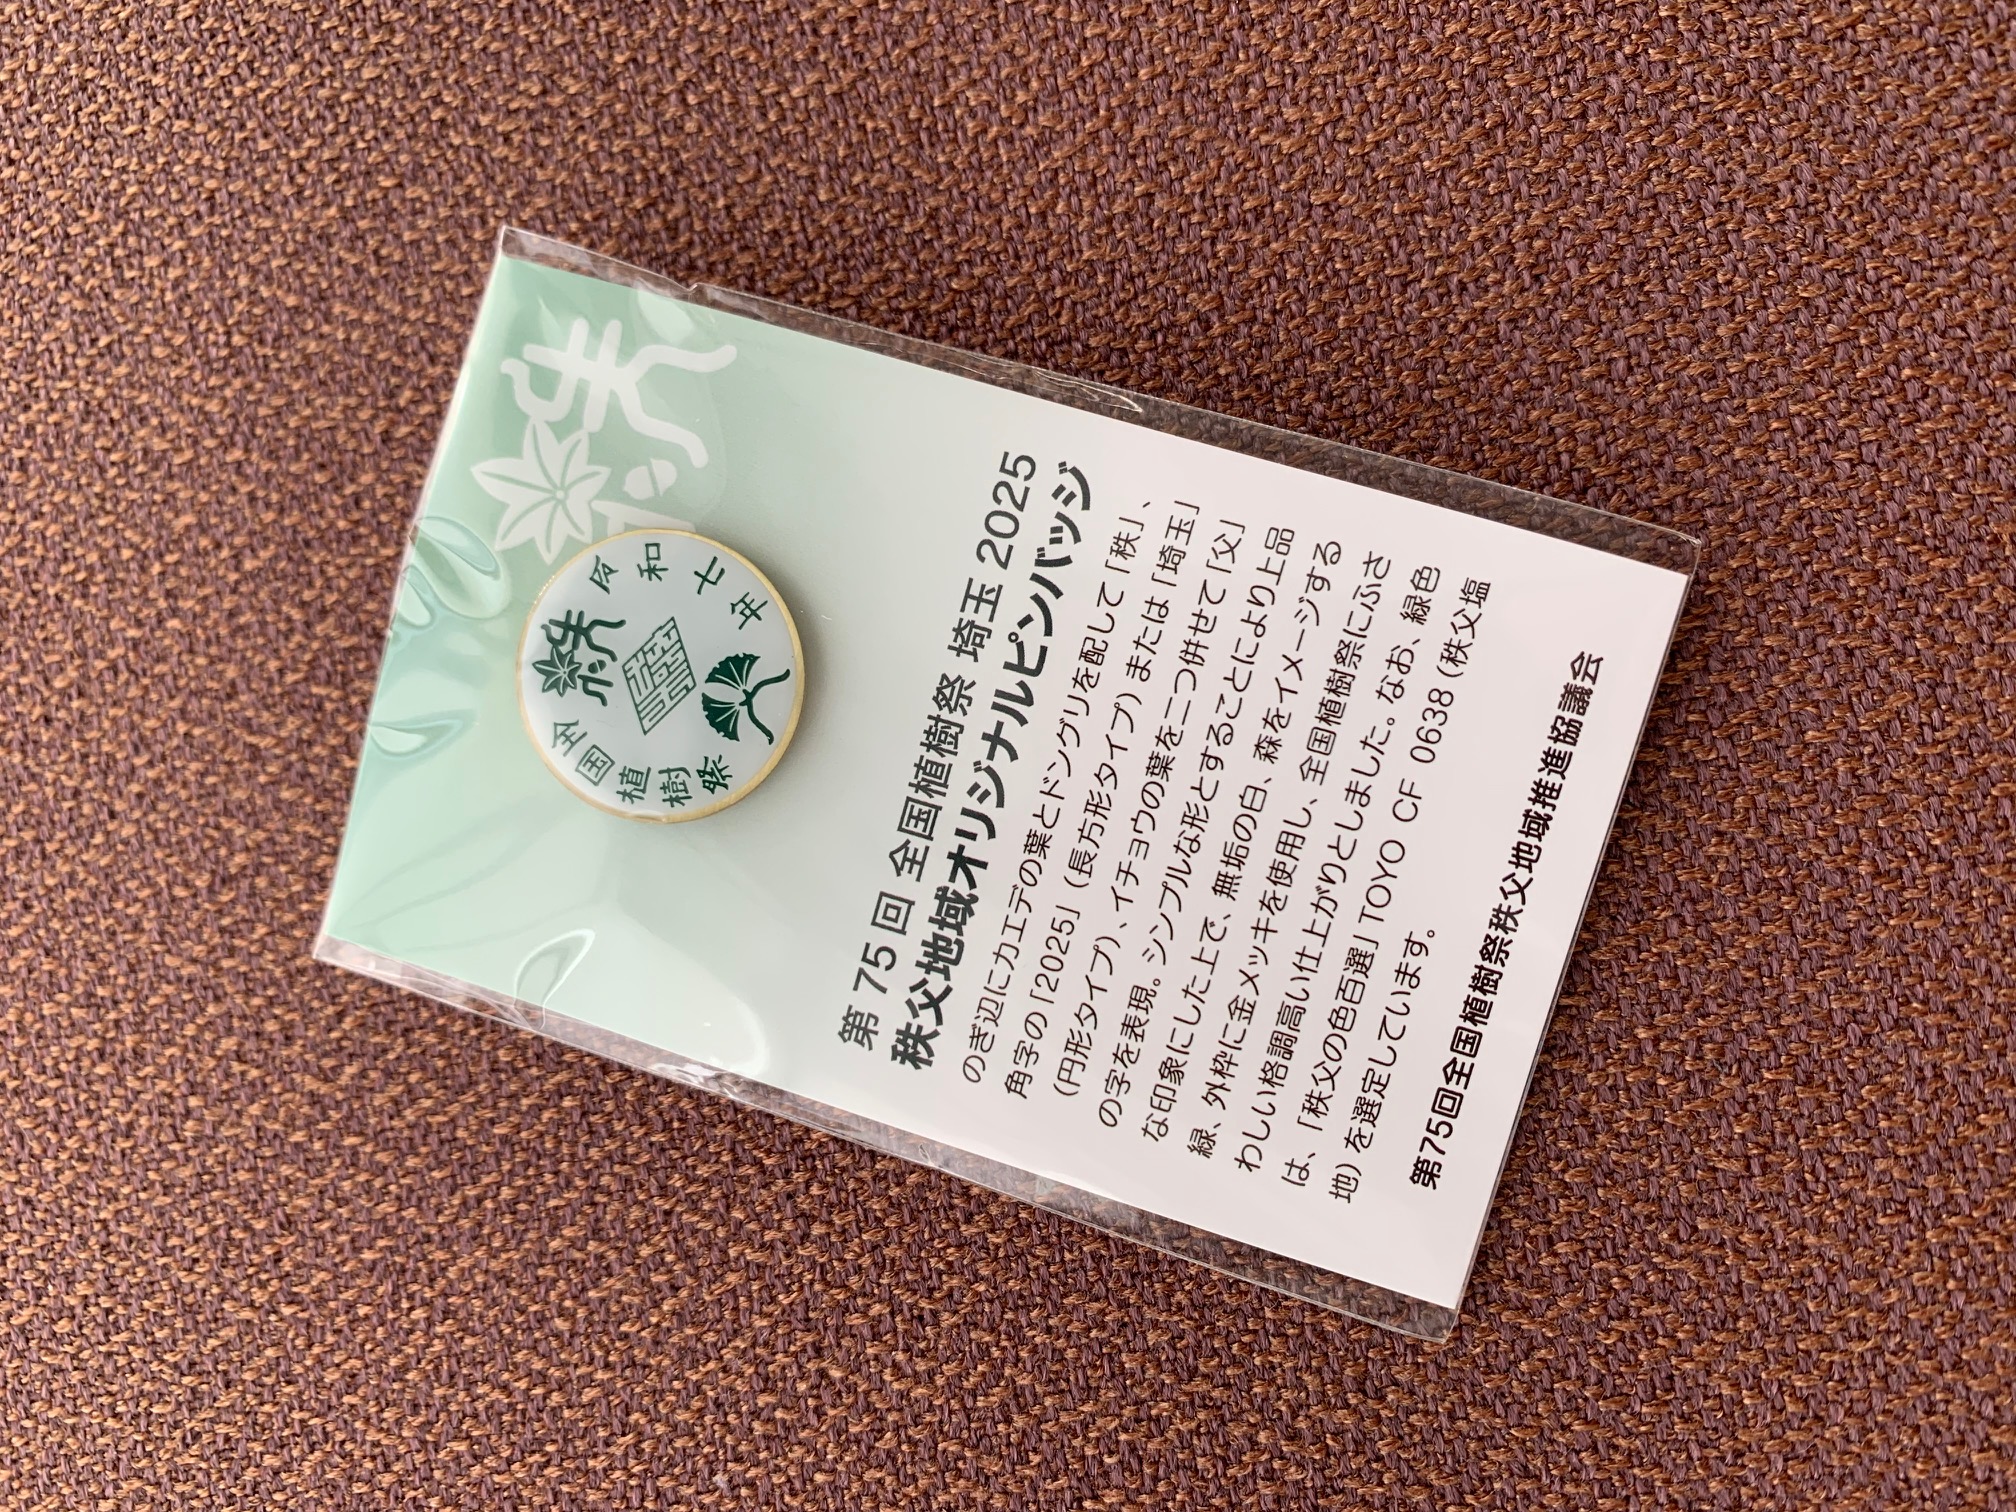 秩
全国植樹祭
令和七年
秩
第 75 回 全国植樹祭 埼玉 2025
秩父地域オリジナルピンバッジ
のぎ辺にカエデの葉とドングリを配して「秩」、
角字の「2025」（長方形タイプ）または「埼玉」
（円形タイプ）、イチョウの葉を二つ併せて「父」
の字を表現。シンプルな形とすることにより上品
な印象にした上で、無垢の白、森をイメージする
緑、外枠に金メッキを使用し、全国植樹祭にふさ
わしい格調高い仕上がりとしました。なお、緑色
は、「秩父の色百選」TOYO CF 0638（秩父塩
地）を選定しています。
第75回全国植樹祭秩父地域推進協議会